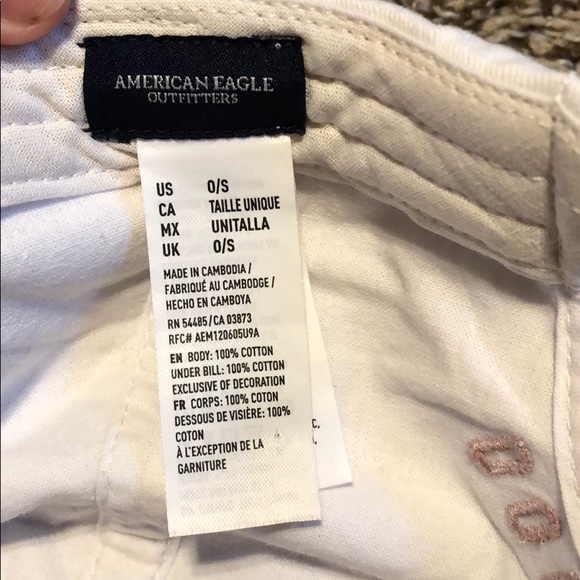 AMERICAN EAGLE
OUTFITTERS
US O/S
CA TAILLE UNIQUE
MX UNITALLA
UK O/S
MADE IN CAMBODIA /
FABRIQUÉ AU CAMBODGE /
HECHO EN CAMBOYA
RN 54485/CA 03873
RFC# AEM120605U9A
EN BODY: 100% COTTON
UNDER BILL: 100% COTTON
EXCLUSIVE OF DECORATION
FR CORPS: 100% COTON
DESSOUS DE VISIÈRE: 100%
COTON
À L'EXCEPTION DE LA
GARNITURE